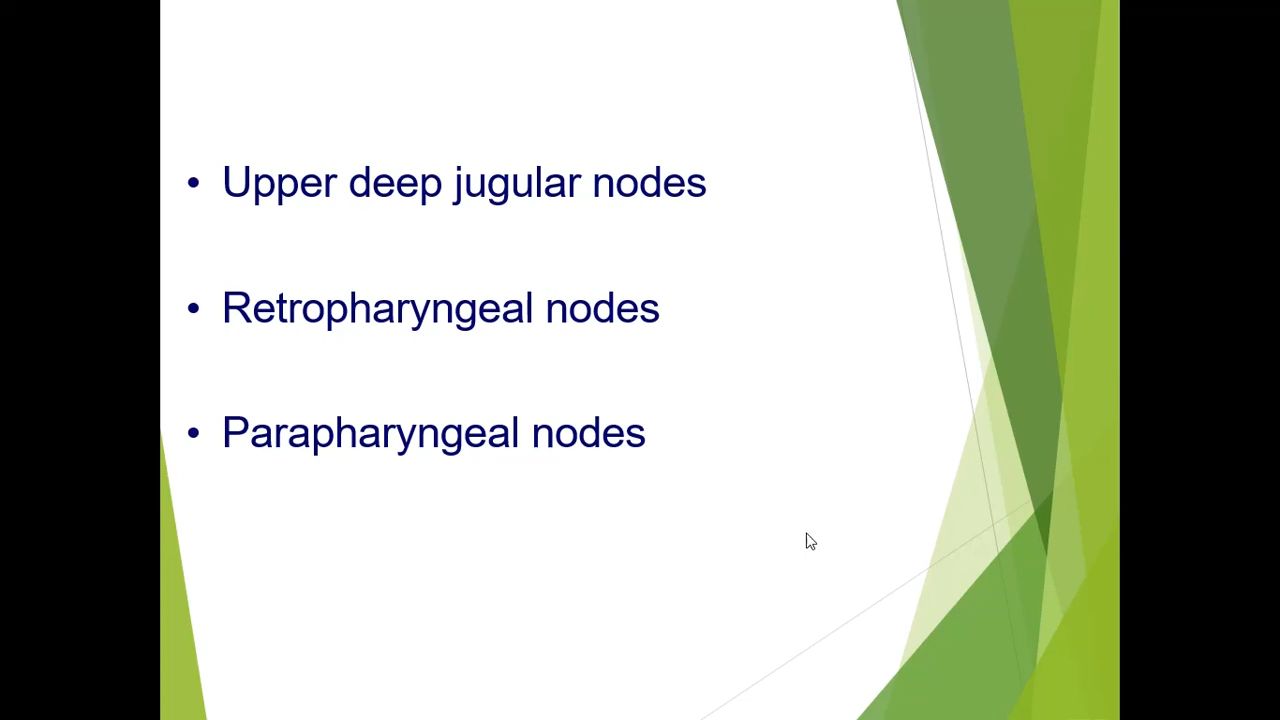 • Upper deep jugular nodes
• Retropharyngeal nodes
• Parapharyngeal nodes